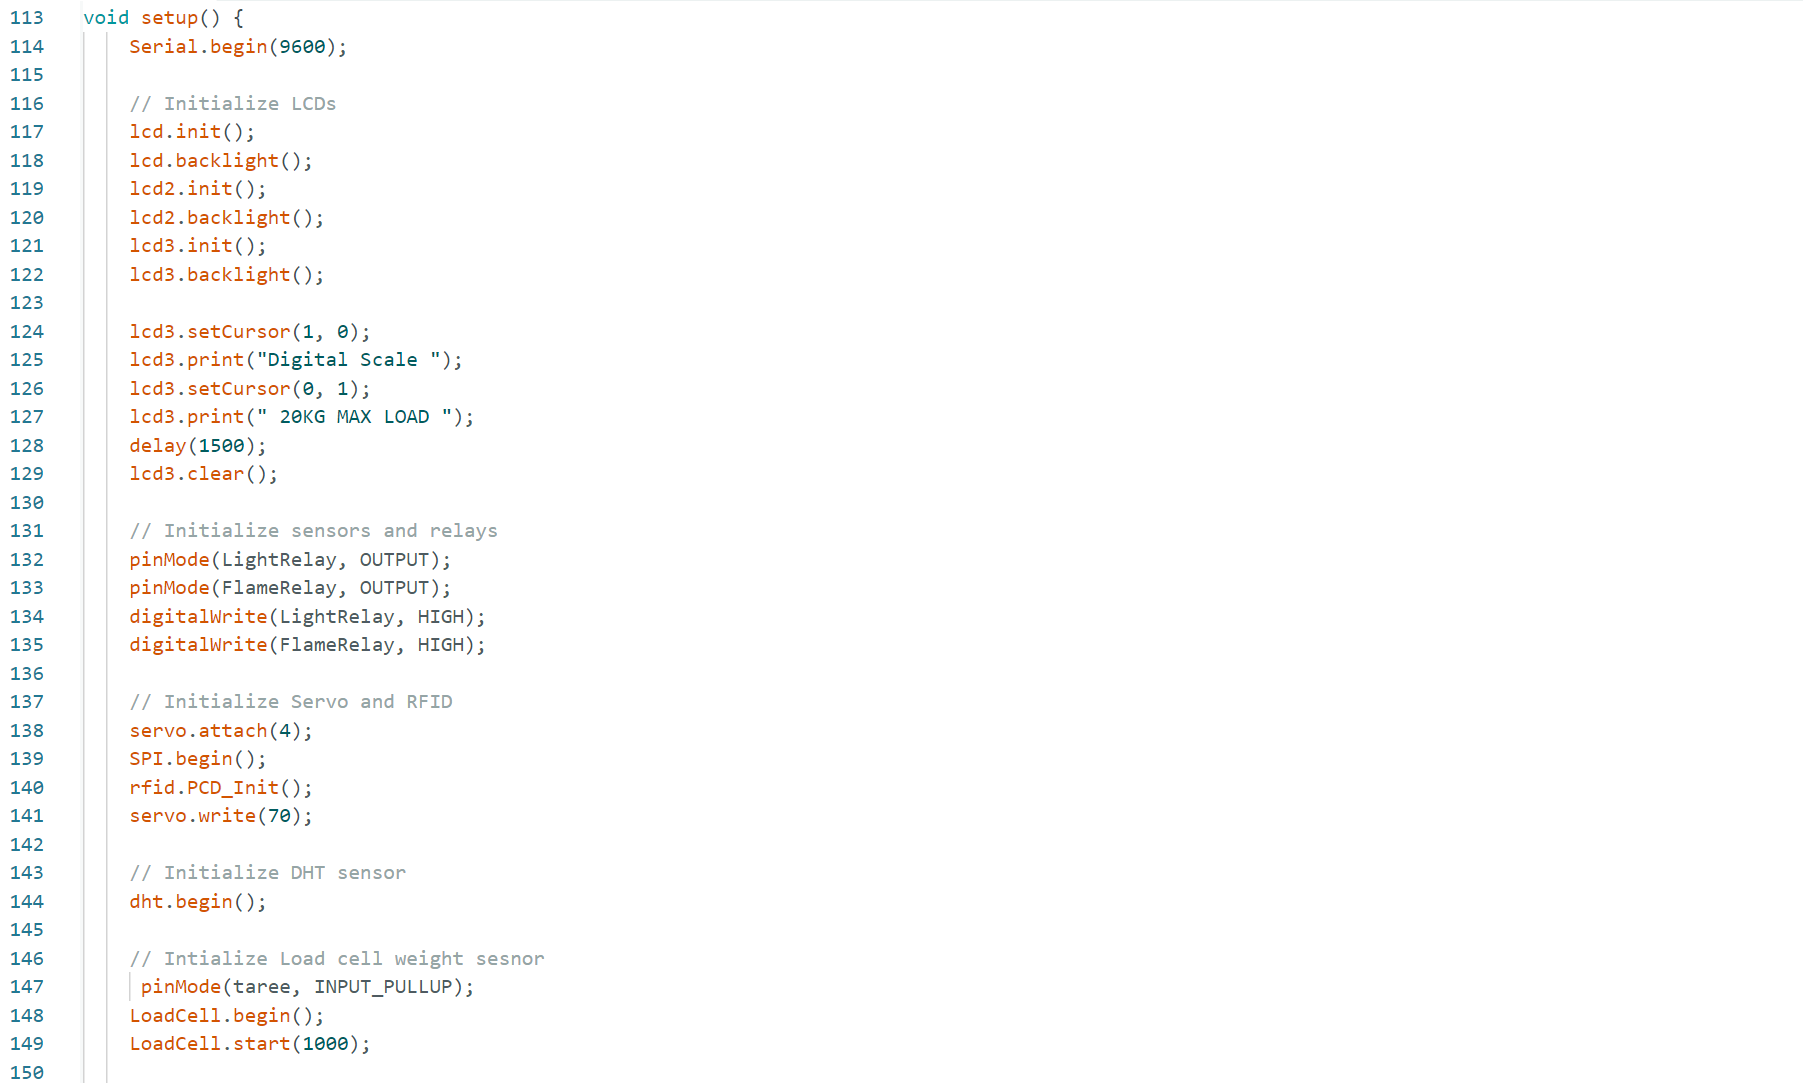 113 void setup() {
114 Serial.begin(9600);
115
116 // Initialize LCDs
117 lcd.init();
118 lcd.backlight();
119 lcd2.init();
120 lcd2.backlight();
121 lcd3.init();
122 lcd3.backlight();
123
124 lcd3.setCursor(1, 0);
125 lcd3.print("Digital Scale ");
126 lcd3.setCursor(0, 1);
127 lcd3.print(" 20KG MAX LOAD ");
128 delay(1500);
129 lcd3.clear();
130
131 // Initialize sensors and relays
132 pinMode(LightRelay, OUTPUT);
133 pinMode(FlameRelay, OUTPUT);
134 digitalWrite(LightRelay, HIGH);
135 digitalWrite(FlameRelay, HIGH);
136
137 // Initialize Servo and RFID
138 servo.attach(4);
139 SPI.begin();
140 rfid.PCD_Init();
141 servo.write(70);
142
143 // Initialize DHT sensor
144 dht.begin();
145
146 // Intialize Load cell weight sesnor
147 pinMode(taree, INPUT_PULLUP);
148 LoadCell.begin();
149 LoadCell.start(1000);
150